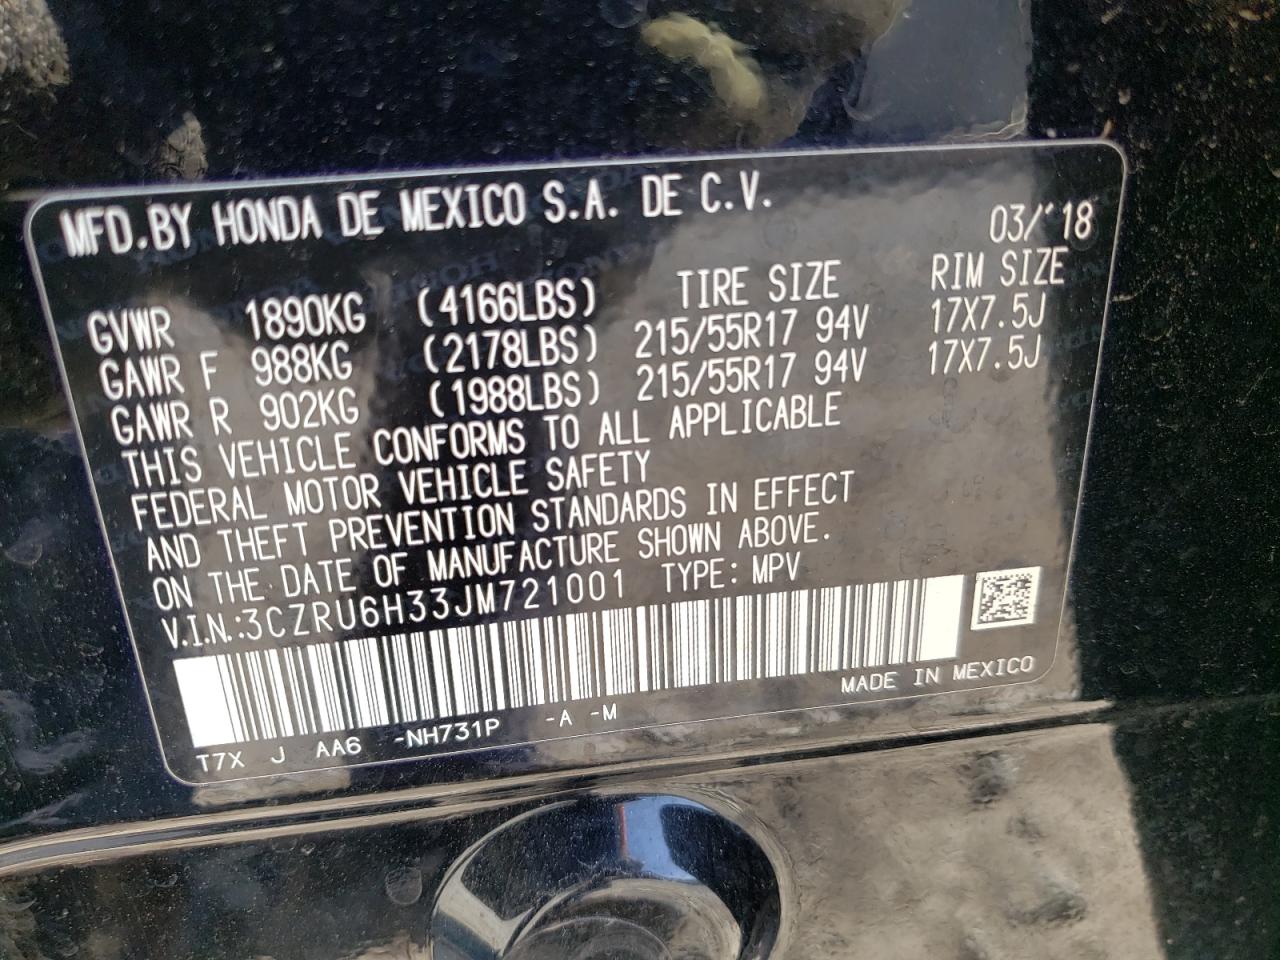 MFD.BY HONDA DE MEXICO S.A. DE C.V.
03/'18
GVWR 1890KG (4166LBS) TIRE SIZE RIM SIZE
GAWR F 988KG (2178LBS) 215/55R17 94V 17X7.5J
GAWR R 902KG (1988LBS) 215/55R17 94V 17X7.5J
THIS VEHICLE CONFORMS TO ALL APPLICABLE
FEDERAL MOTOR VEHICLE SAFETY
AND THEFT PREVENTION STANDARDS IN EFFECT
ON THE DATE OF MANUFACTURE SHOWN ABOVE.
V.I.N.:3CZRU6H33JM721001 TYPE: MPV
MADE IN MEXICO
T7X J AA6 -NH731P -A -M